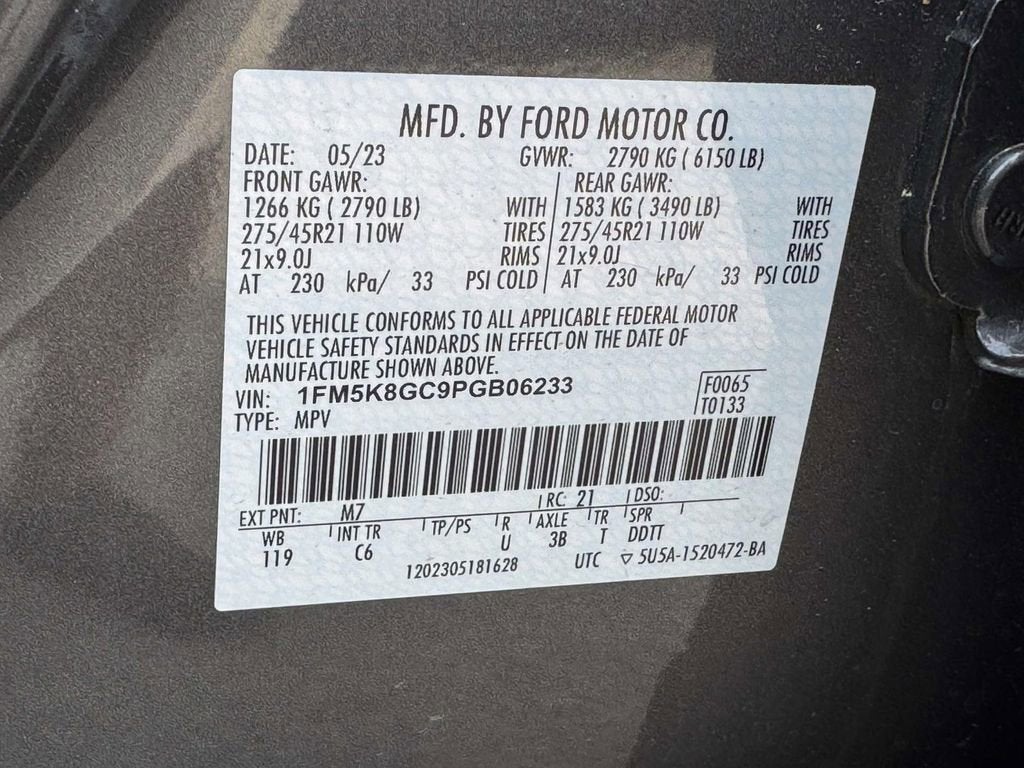 MFD. BY FORD MOTOR CO.
DATE: 05/23 GVWR: 2790 KG ( 6150 LB)
FRONT GAWR: REAR GAWR:
1266 KG ( 2790 LB) WITH 1583 KG ( 3490 LB) WITH
275/45R21 110W TIRES 275/45R21 110W TIRES
21x9.0J RIMS 21x9.0J RIMS
AT 230 kPa/ 33 PSI COLD AT 230 kPa/ 33 PSI COLD
THIS VEHICLE CONFORMS TO ALL APPLICABLE FEDERAL MOTOR
VEHICLE SAFETY STANDARDS IN EFFECT ON THE DATE OF
MANUFACTURE SHOWN ABOVE.
VIN: 1FM5K8GC9PGB06233 F0065
TYPE: MPV T0133
EXT PNT: M7 RC: 21 DSO:
WB INT TR TP/PS R AXLE TR SPR
119 C6 U 3B T DDTT
1202305181628 UTC ▽ 5U5A-1520472-BA